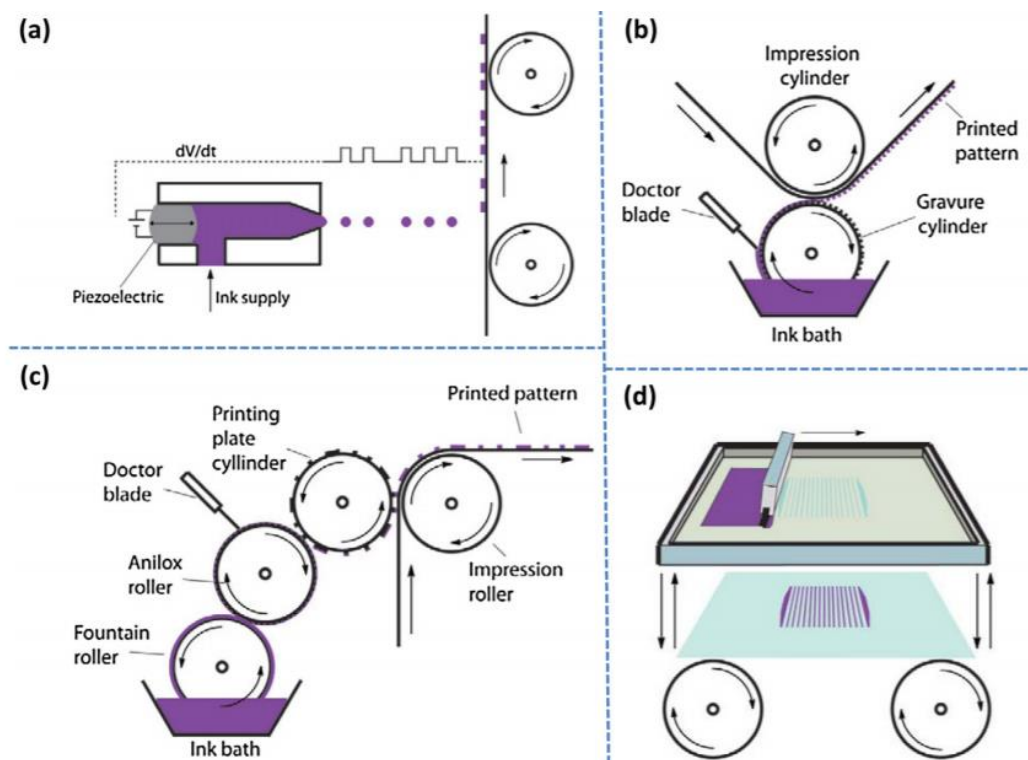 (a)
dV/dt
Piezoelectric
Ink supply
(b)
Impression
cylinder
Printed
pattern
Doctor
blade
Gravure
cylinder
Ink bath
(c)
Printed pattern
Printing
plate
cyllinder
Doctor
blade
Anilox
roller
Impression
roller
Fountain
roller
Ink bath
(d)